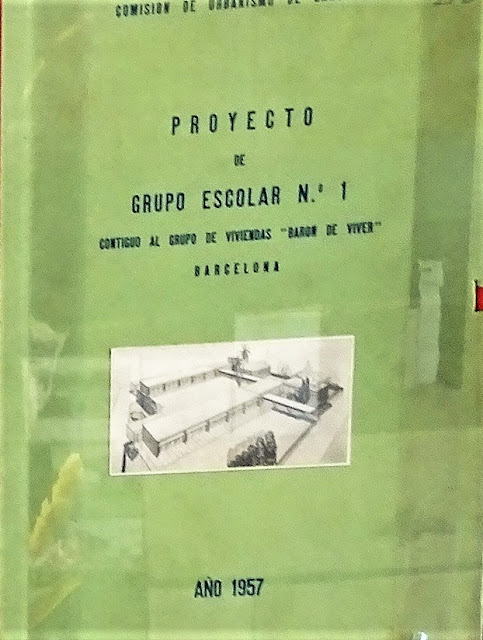 COMISION DE URBANISMO DE
PROYECTO
DE
GRUPO ESCOLAR N.º 1
CONTIGUO AL GRUPO DE VIVIENDAS "BARON DE VIVER"
BARCELONA
AÑO 1957